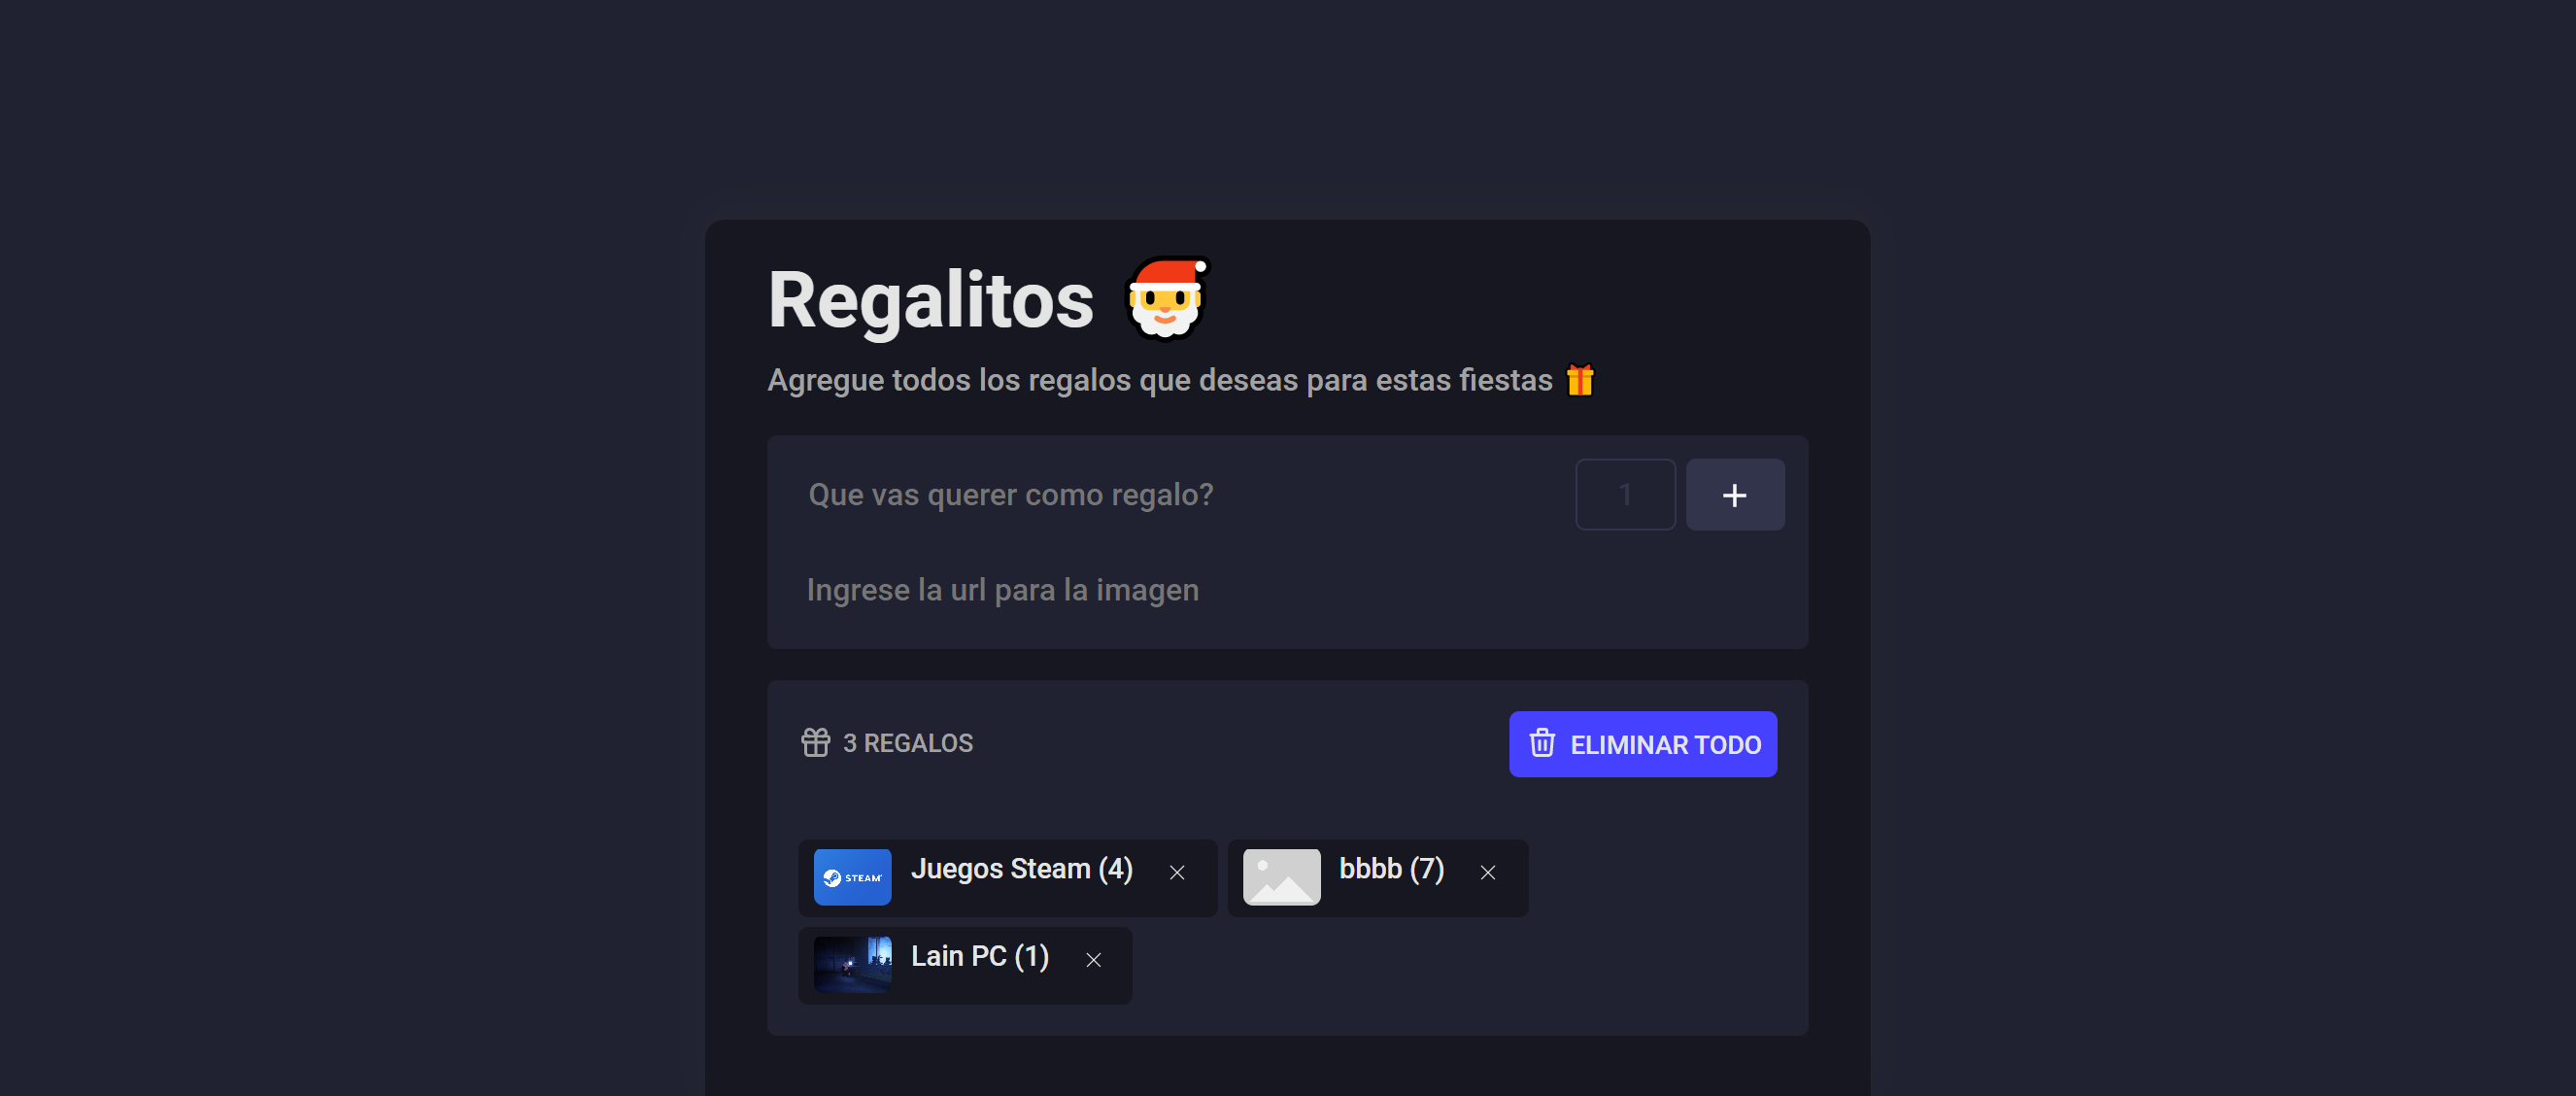 Regalitos
Agregue todos los regalos que deseas para estas fiestas
Que vas querer como regalo?
1
Ingrese la url para la imagen
3 REGALOS
ELIMINAR TODO
STEAM
Juegos Steam (4)
bbbb (7)
Lain PC (1)